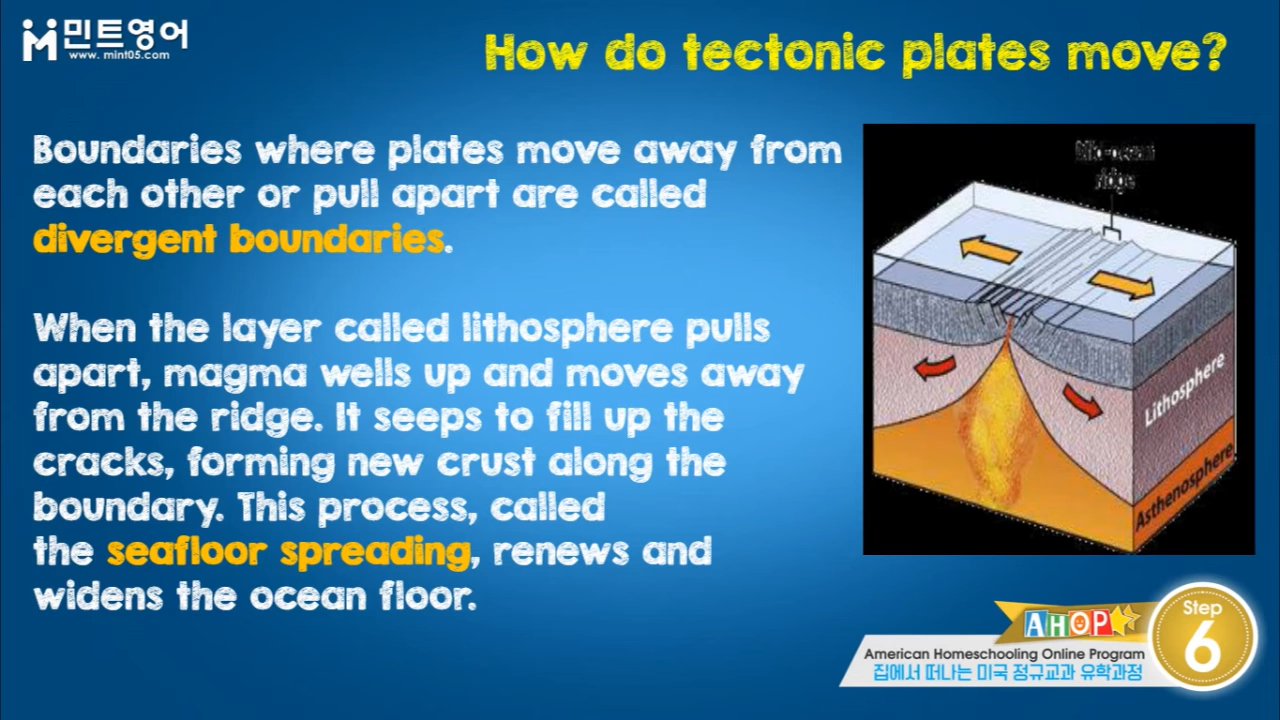 민트영어
www. mint05.com
How do tectonic plates move?
Boundaries where plates move away from
each other or pull apart are called
divergent boundaries.
When the layer called lithosphere pulls
apart, magma wells up and moves away
from the ridge. It seeps to fill up the
cracks, forming new crust along the
boundary. This process, called
the seafloor spreading, renews and
widens the ocean floor.
Mid-ocean
ridge
Lithosphere
Asthenosphere
AHOP
Step
6
American Homeschooling Online Program
집에서 떠나는 미국 정규교과 유학과정